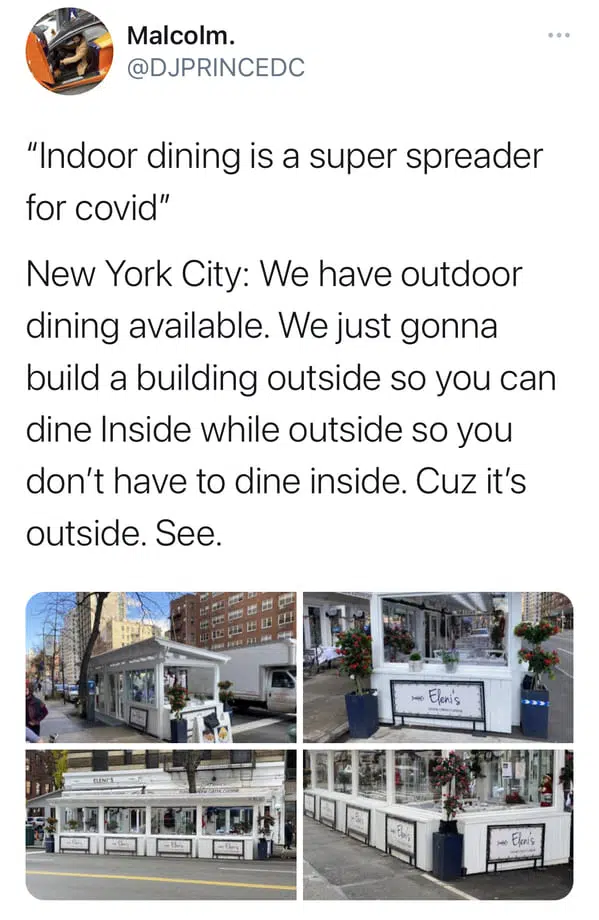 Malcolm.
@DJPRINCEDC
“Indoor dining is a super spreader
for covid”
New York City: We have outdoor
dining available. We just gonna
build a building outside so you can
dine Inside while outside so you
don’t have to dine inside. Cuz it’s
outside. See.
Eleni's
ELENI'S
Eleni's
Eleni's